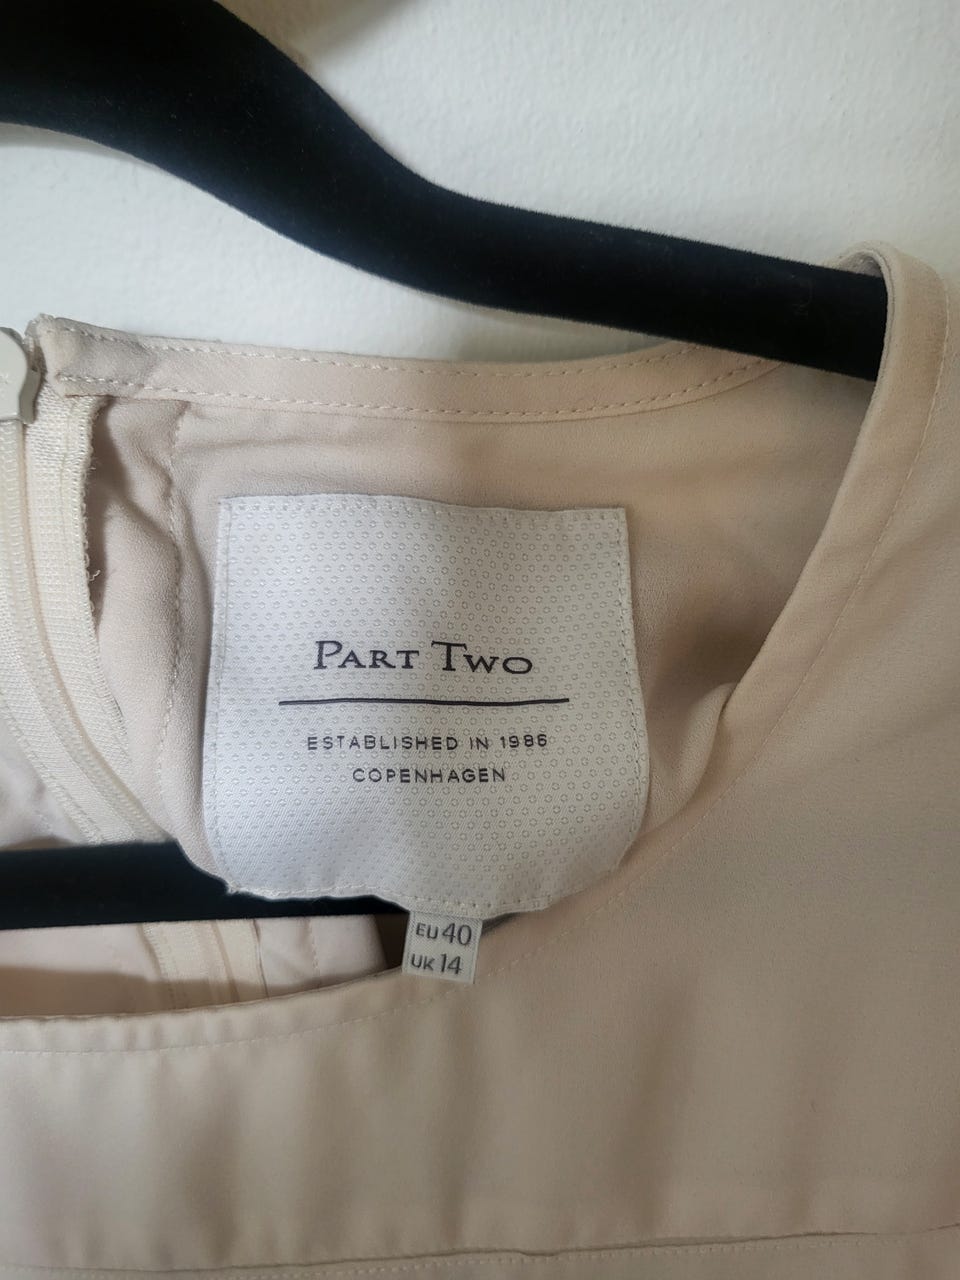 PART TWO
ESTABLISHED IN 1986
COPENHAGEN
EU 40
UK 14